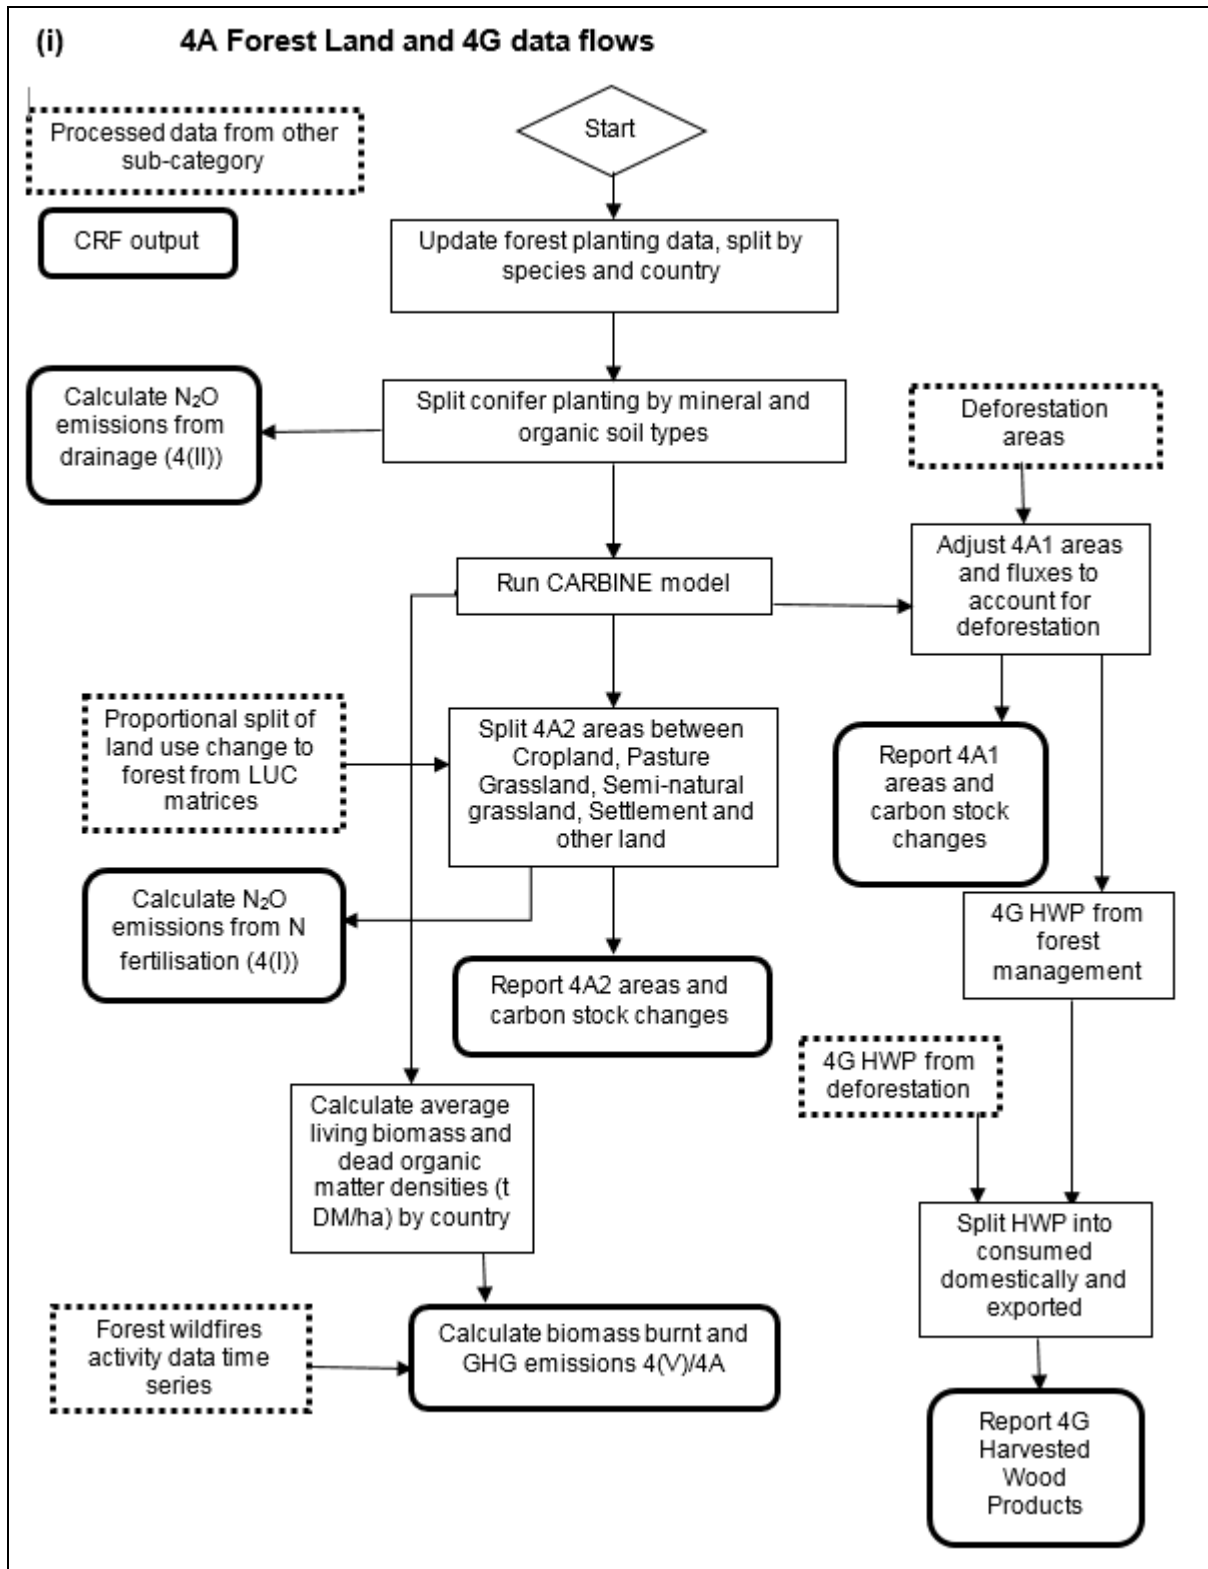 (i) 4A Forest Land and 4G data flows
Processed data from other
sub-category
Start
CRF output
Update forest planting data, split by
species and country
Calculate N₂O
emissions from
drainage (4(II))
Split conifer planting by mineral and
organic soil types
Deforestation
areas
Run CARBINE model
Adjust 4A1 areas
and fluxes to
account for
deforestation
Proportional split of
land use change to
forest from LUC
matrices
Split 4A2 areas between
Cropland, Pasture
Grassland, Semi-natural
grassland, Settlement and
other land
Report 4A1
areas and
carbon stock
changes
Calculate N₂O
emissions from N
fertilisation (4(I))
Report 4A2 areas and
carbon stock changes
4G HWP from
forest
management
4G HWP from
deforestation
Calculate average
living biomass and
dead organic
matter densities (t
DM/ha) by country
Split HWP into
consumed
domestically and
exported
Forest wildfires
activity data time
series
Calculate biomass burnt and
GHG emissions 4(V)/4A
Report 4G
Harvested
Wood
Products